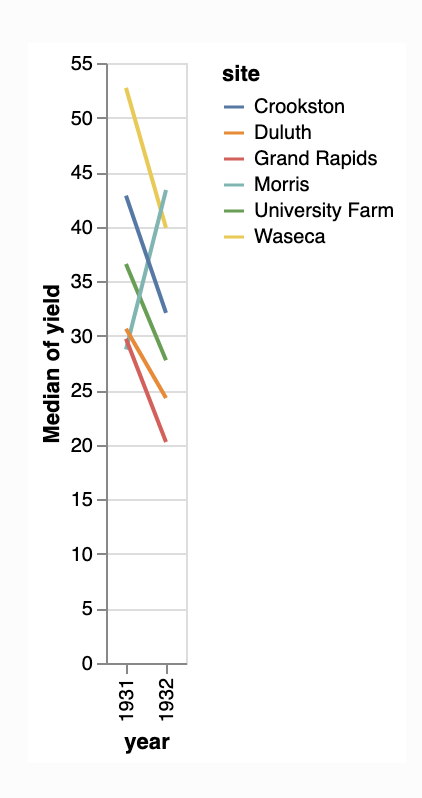 site
Crookston
Duluth
Grand Rapids
Morris
University Farm
Waseca
Median of yield
55
50
45
40
35
30
25
20
15
10
5
0
1931
1932
year